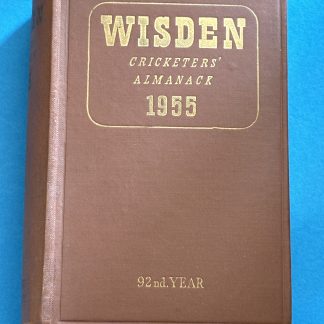 WISDEN
CRICKETERS'
ALMANACK
1955
92nd. YEAR